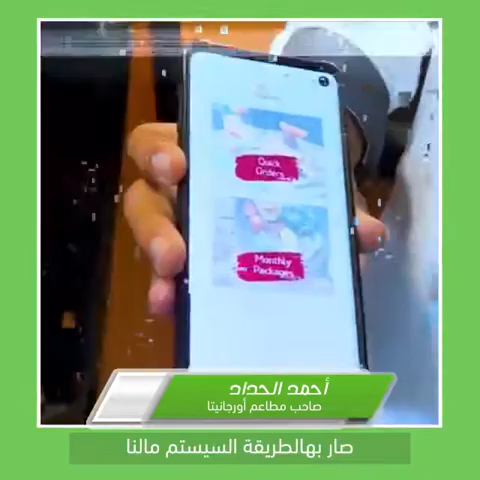 Quick
Orders
Monthly
Packages
أحمد الحداد
صاحب مطاعم أورجانيتا
صار بهالطريقة السيستم مالنا